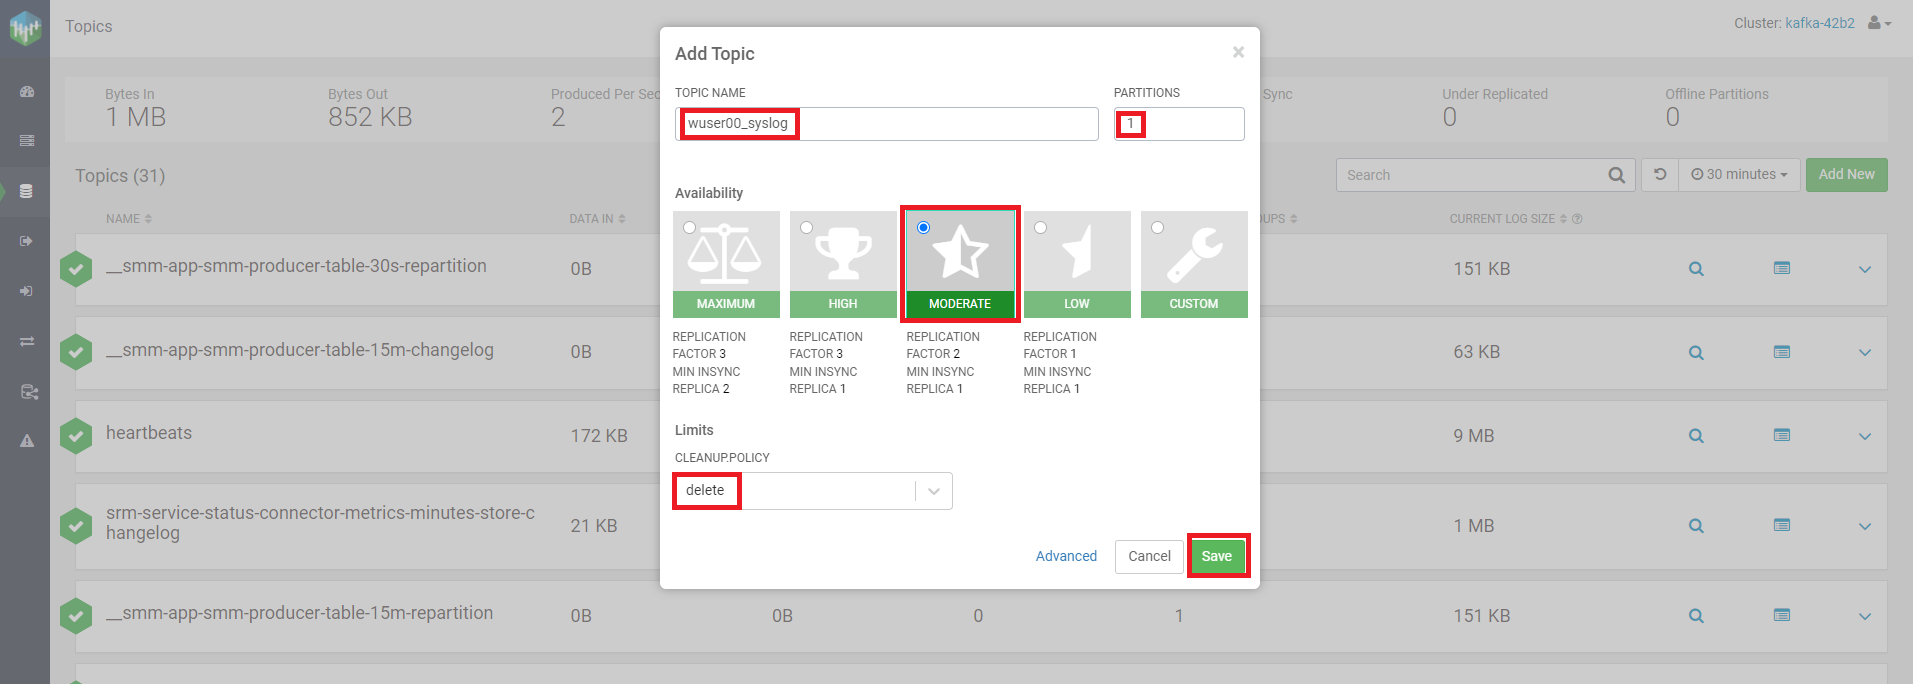 Topics
Cluster: kafka-42b2
Bytes In
1 MB
Bytes Out
852 KB
Produced Per Sec
2
Sync
Under Replicated
0
Offline Partitions
0
Topics (31)
Search
30 minutes
Add New
NAME
DATA IN
CURRENT LOG SIZE
__smm-app-smm-producer-table-30s-repartition
0B
151 KB
__smm-app-smm-producer-table-15m-changelog
0B
63 KB
heartbeats
172 KB
9 MB
srm-service-status-connector-metrics-minutes-store-c
hangelog
21 KB
1 MB
__smm-app-smm-producer-table-15m-repartition
0B
0B
0
1
151 KB
Add Topic
×
TOPIC NAME
PARTITIONS
wuser00_syslog
1
Availability
MAXIMUM
HIGH
MODERATE
LOW
CUSTOM
REPLICATION
FACTOR 3
MIN INSYNC
REPLICA 2
REPLICATION
FACTOR 3
MIN INSYNC
REPLICA 1
REPLICATION
FACTOR 2
MIN INSYNC
REPLICA 1
REPLICATION
FACTOR 1
MIN INSYNC
REPLICA 1
Limits
CLEANUP.POLICY
delete
Advanced
Cancel
Save